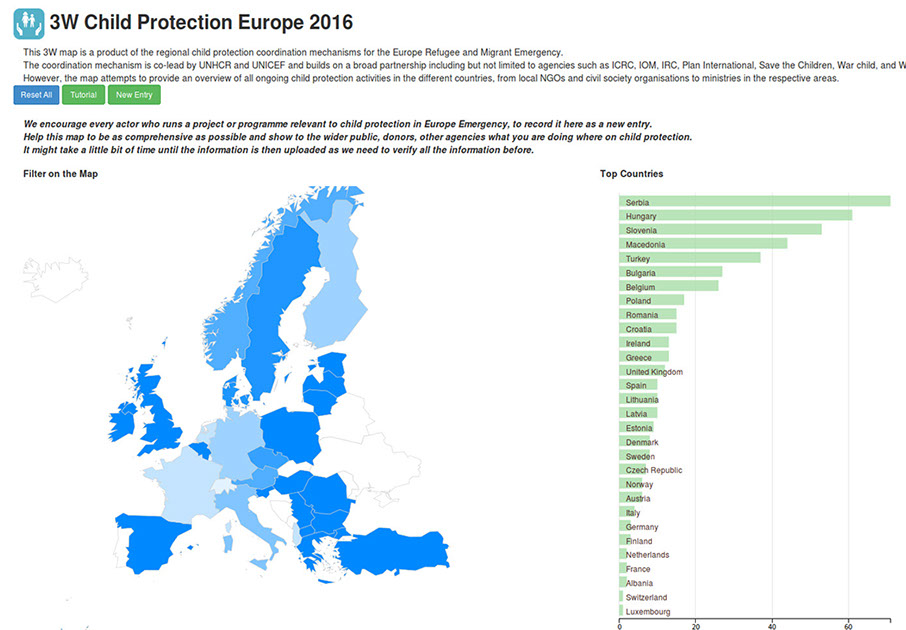 3W Child Protection Europe 2016
This 3W map is a product of the regional child protection coordination mechanisms for the Europe Refugee and Migrant Emergency.
The coordination mechanism is co-lead by UNHCR and UNICEF and builds on a broad partnership including but not limited to agencies such as ICRC, IOM, IRC, Plan International, Save the Children, War child, and W
However, the map attempts to provide an overview of all ongoing child protection activities in the different countries, from local NGOs and civil society organisations to ministries in the respective areas.
Reset All Tutorial New Entry
We encourage every actor who runs a project or programme relevant to child protection in Europe Emergency, to record it here as a new entry.
Help this map to be as comprehensive as possible and show to the wider public, donors, other agencies what you are doing where on child protection.
It might take a little bit of time until the information is then uploaded as we need to verify all the information before.
Filter on the Map
Top Countries
Serbia
Hungary
Slovenia
Macedonia
Turkey
Bulgaria
Belgium
Poland
Romania
Croatia
Ireland
Greece
United Kingdom
Spain
Lithuania
Latvia
Estonia
Denmark
Sweden
Czech Republic
Norway
Austria
Italy
Germany
Finland
Netherlands
France
Albania
Switzerland
Luxembourg
0 20 40 60